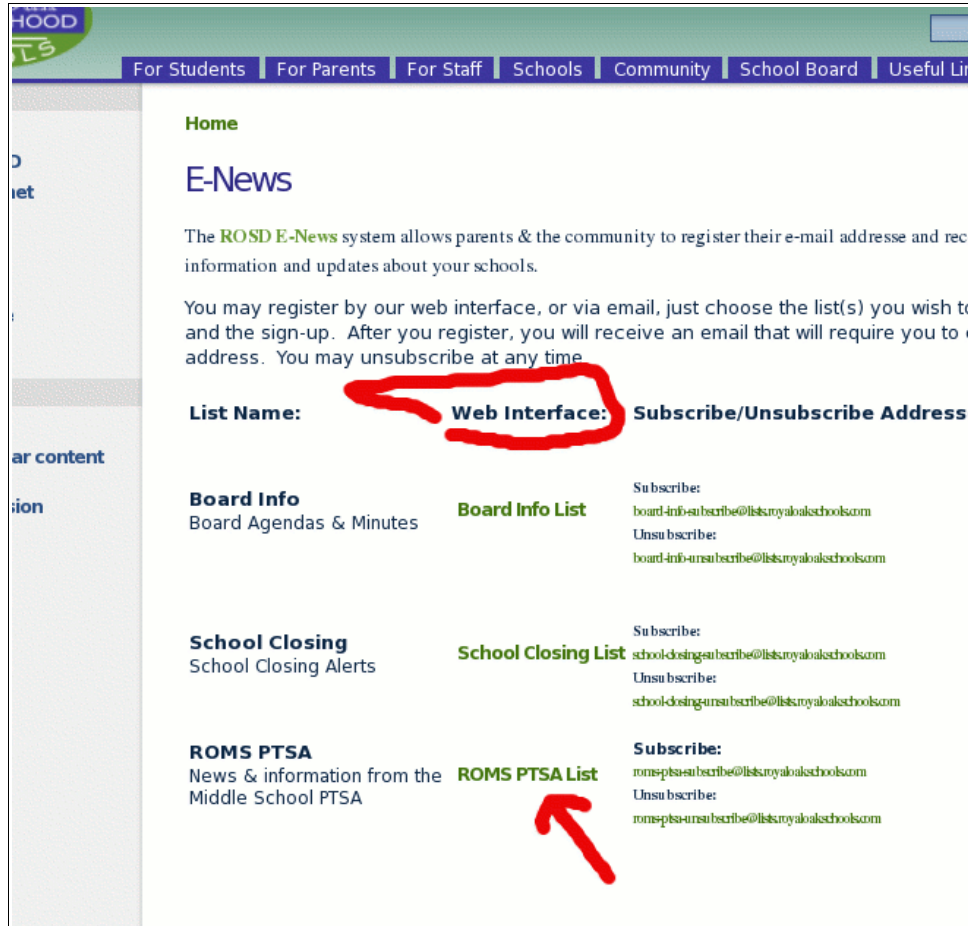 HOOD
For Students For Parents For Staff Schools Community School Board Useful
Home
E-News
The ROSD E-News system allows parents & the community to register their e-mail addresse and
information and updates about your schools.
You may register by our web interface, or via email, just choose the list(s) you wish
and the sign-up. After you register, you will receive an email that will require you to
address. You may unsubscribe at any time
List Name: Web Interface: Subscribe/Unsubscribe Address
ar content
sion
Board Info
Board Agendas & Minutes
Board Info List
Subscribe:
board-info-subscribe@lists.royaloakschools.com
Unsubscribe:
board-info-unsubscribe@lists.royaloakschools.com
School Closing
School Closing Alerts
School Closing List
Subscribe:
school-closing-subscribe@lists.royaloakschools.com
Unsubscribe:
school-closing-unsubscribe@lists.royaloakschools.com
ROMS PTSA
News & information from the
Middle School PTSA
ROMS PTSA List
Subscribe:
roms-ptsa-subscribe@lists.royaloakschools.com
Unsubscribe:
roms-ptsa-unsubscribe@lists.royaloakschools.com